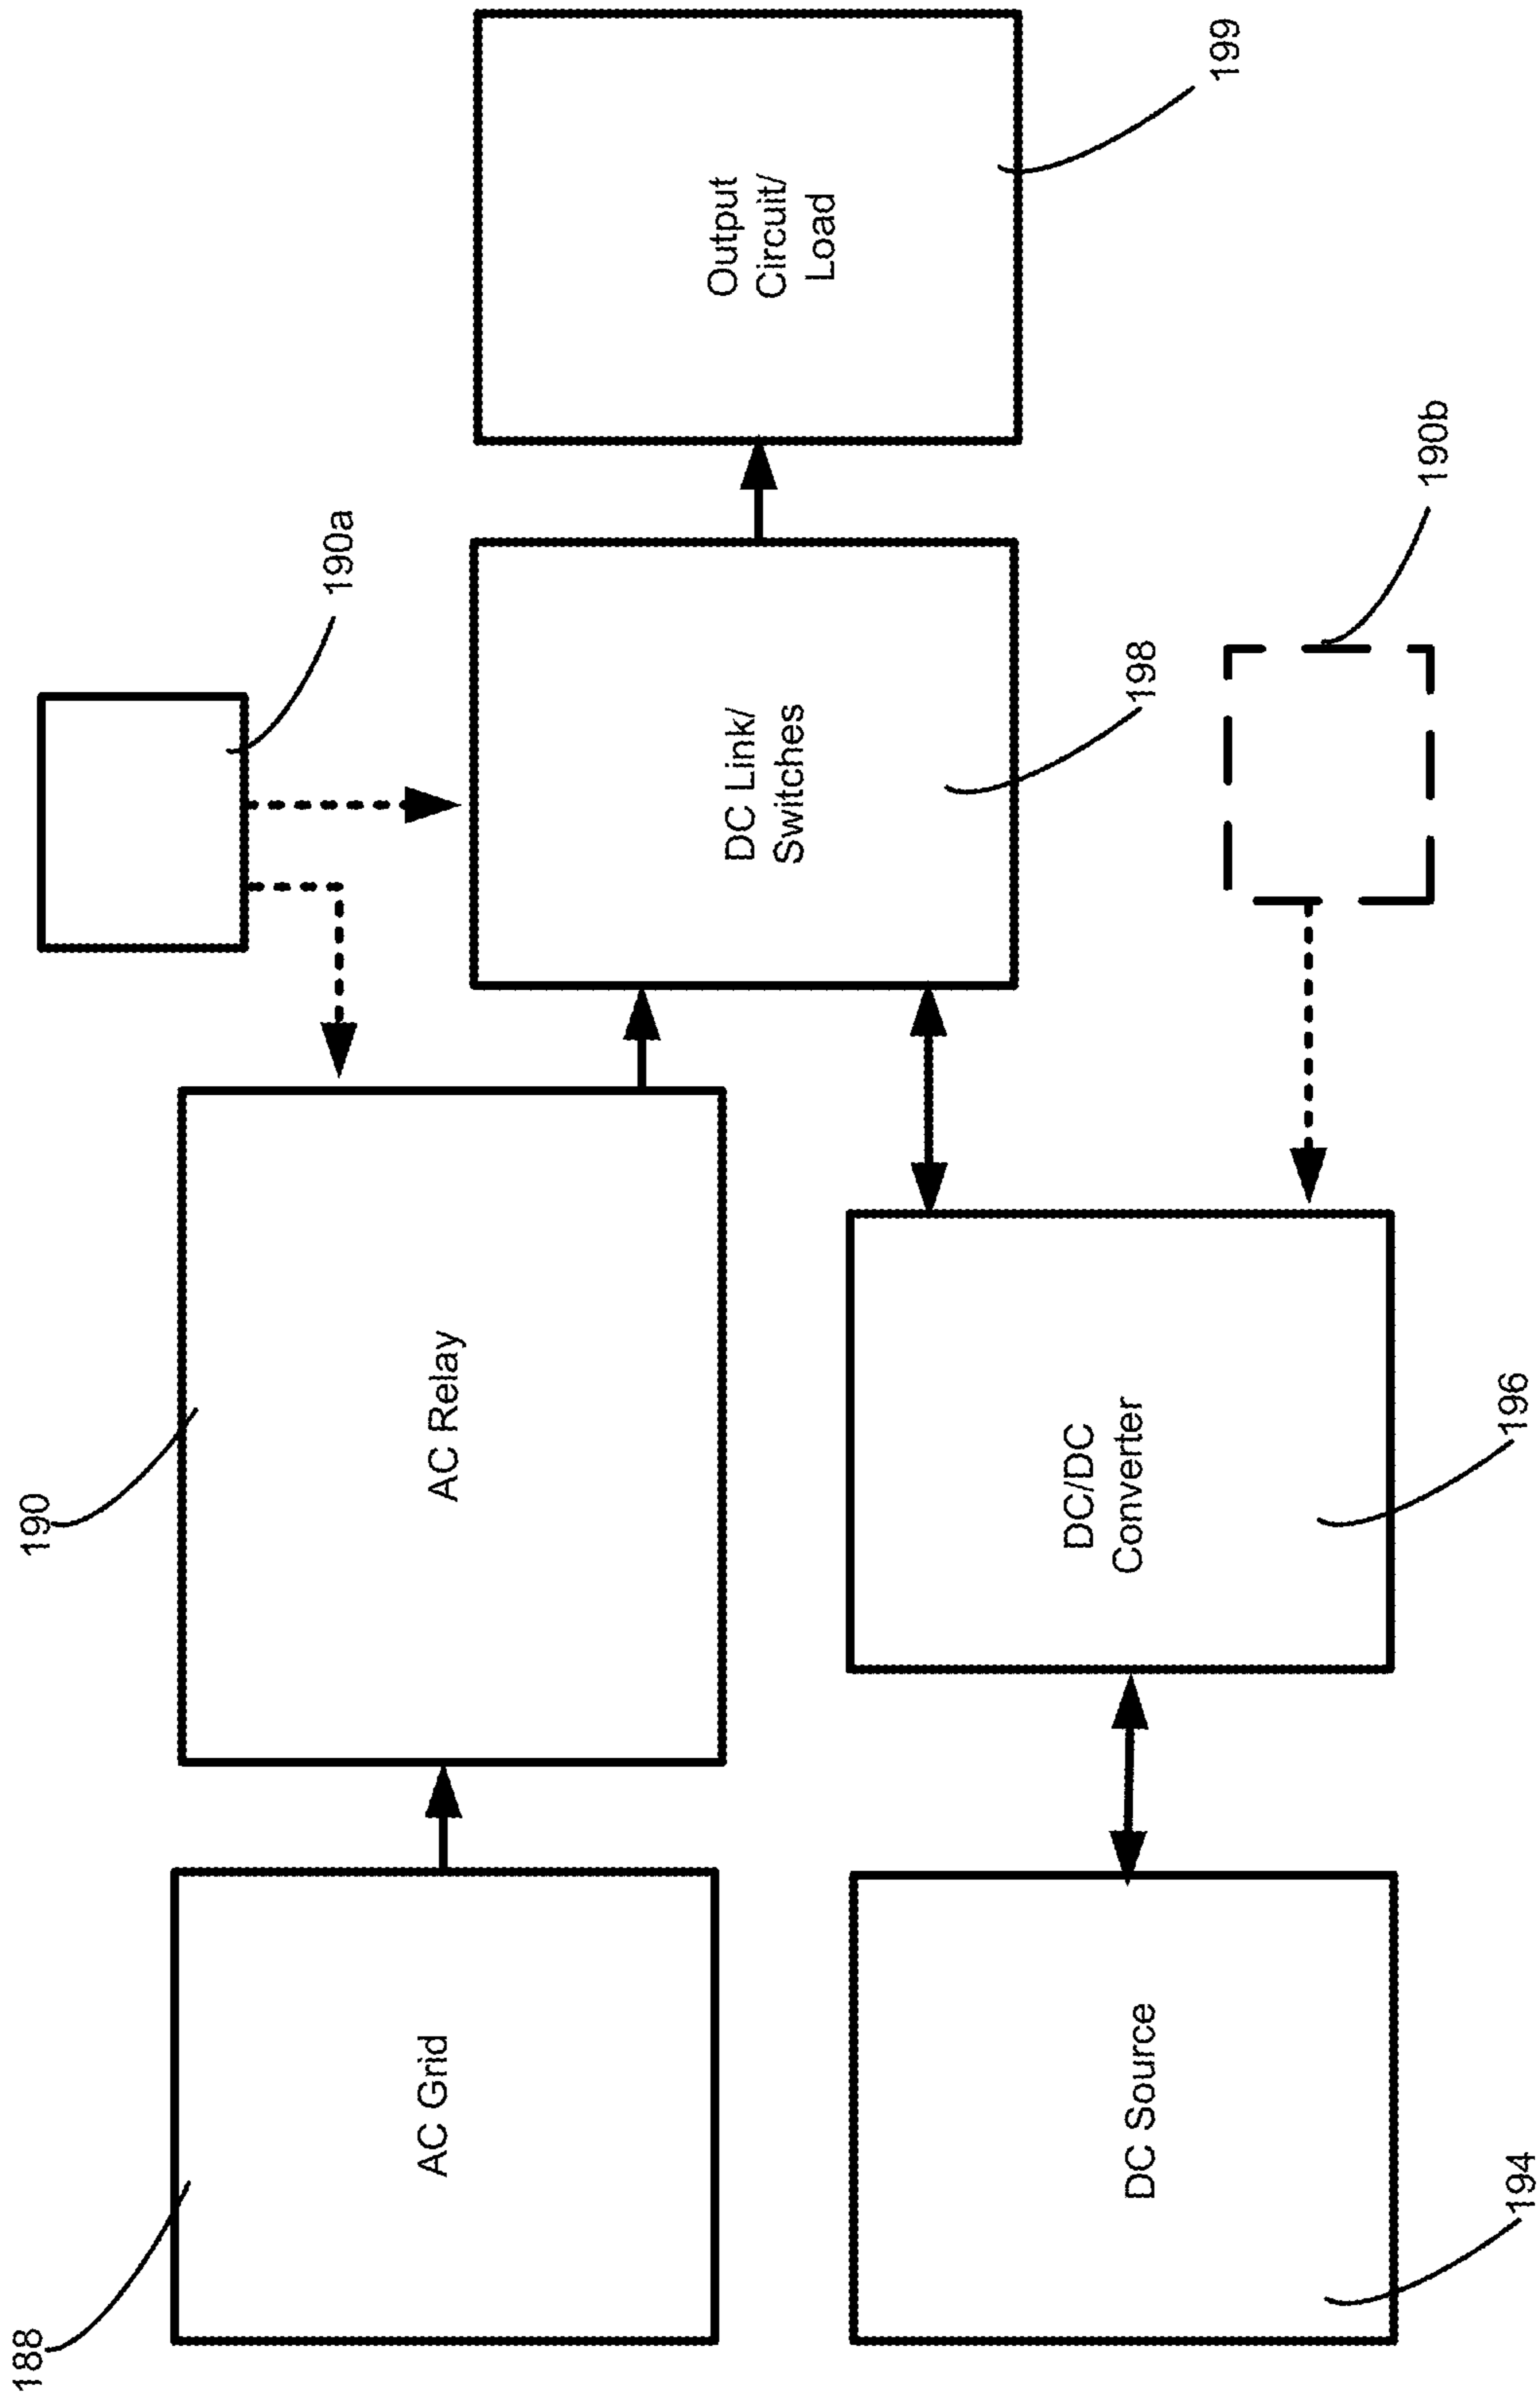 188
AC Grid
190
AC Relay
190a
DC Link/
Switches
198
Output
Circuit/
Load
199
194
DC Source
196
DC/DC
Converter
190b